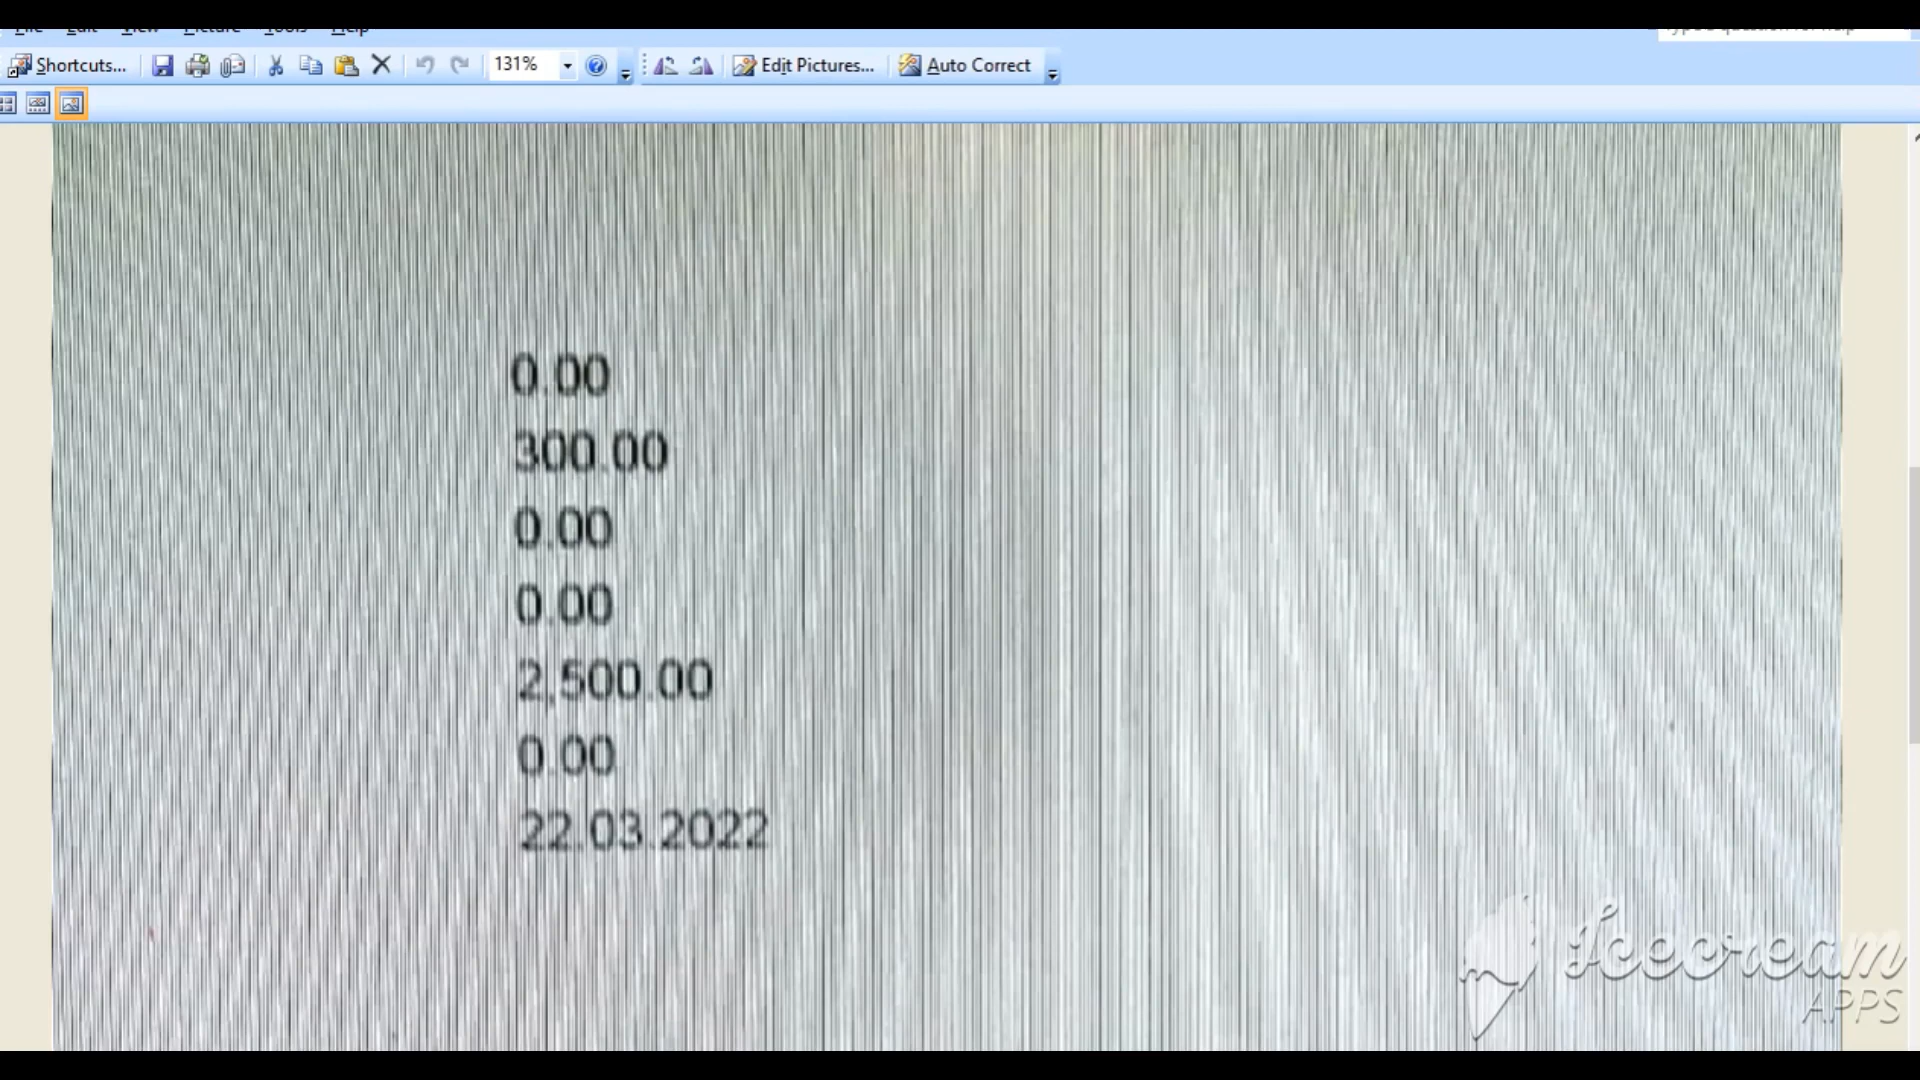 Shortcuts...
131%
Edit Pictures...
Auto Correct
0.00
300.00
0.00
0.00
2,500.00
0.00
22.03.2022
Icecream
APPS